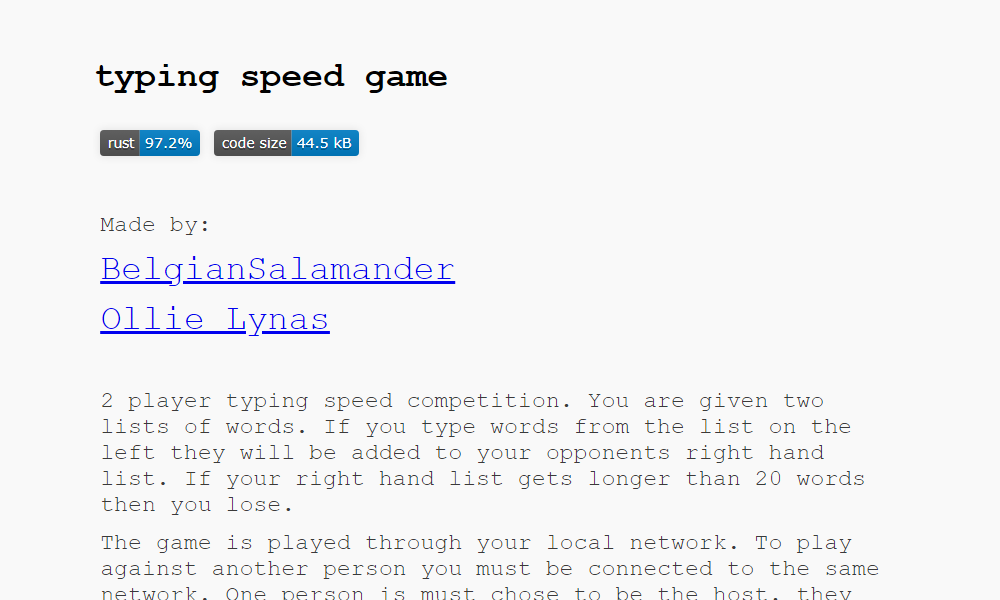 typing speed game
rust 97.2% code size 44.5 kB
Made by:
BelgianSalamander
Ollie Lynas
2 player typing speed competition. You are given two
lists of words. If you type words from the list on the
left they will be added to your opponents right hand
list. If your right hand list gets longer than 20 words
then you lose.
The game is played through your local network. To play
against another person you must be connected to the same
network. One person is must chose to be the host, they